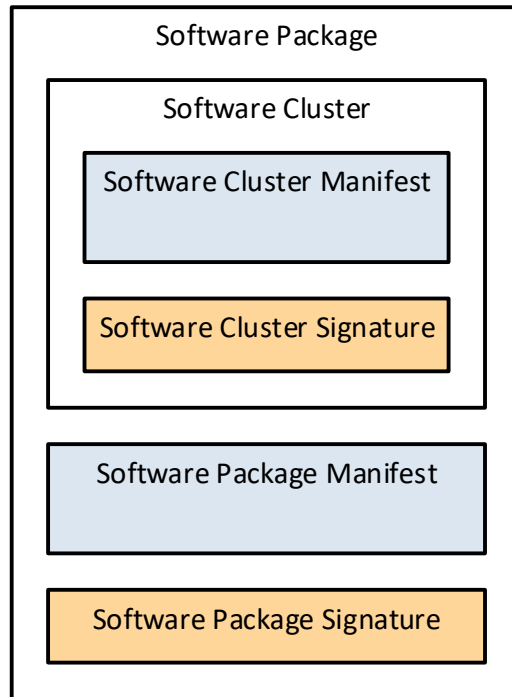 Software Package
Software Cluster
Software Cluster Manifest
Software Cluster Signature
Software Package Manifest
Software Package Signature